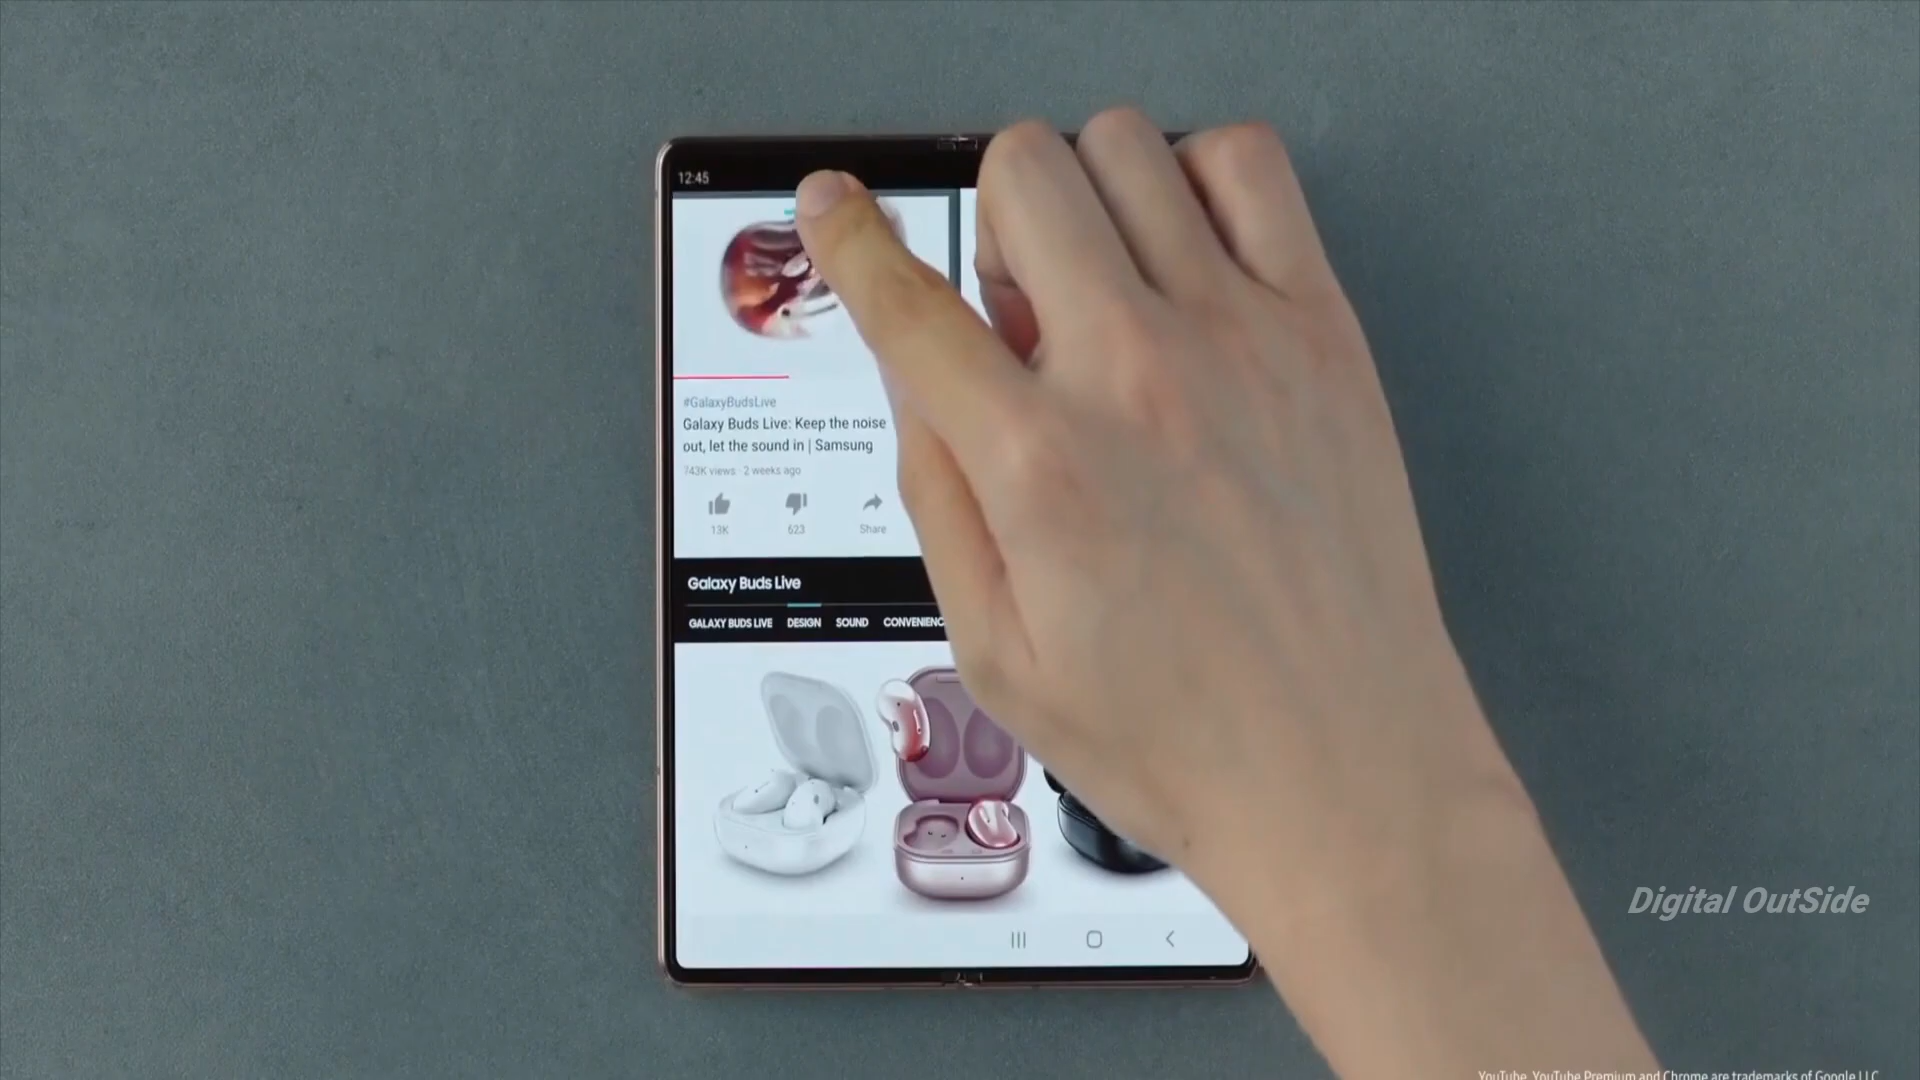 12:45
#GalaxyBudsLive
Galaxy Buds Live: Keep the noise
out, let the sound in | Samsung
743K views · 2 weeks ago
13K
623
Share
Galaxy Buds Live
GALAXY BUDS LIVE DESIGN SOUND CONVENIENC
Digital OutSide
YouTube, YouTube Premium and Chrome are trademarks of Google LLC.